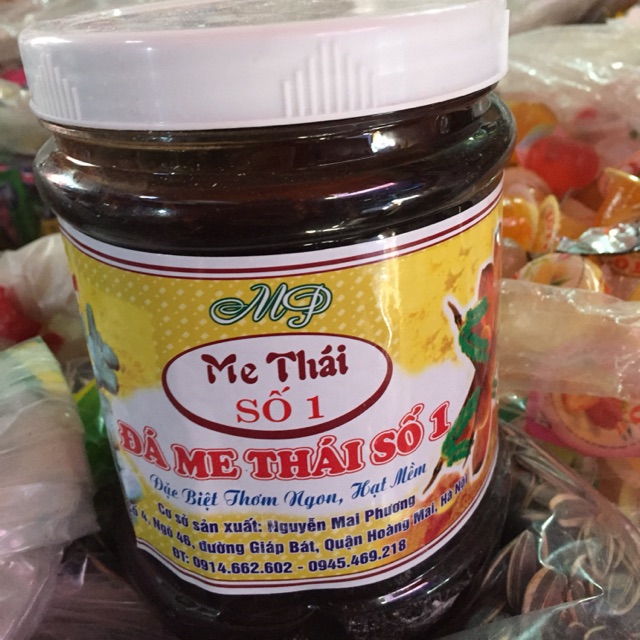 MP
Me Thái
SỐ 1
ĐÁ ME THÁI SỐ 1
Đặc Biệt Thơm Ngon, Hạt Mềm
Cơ sở sản xuất: Nguyễn Mai Phương
Số 4, Ngõ 46, đường Giáp Bát, Quận Hoàng Mai, Hà Nội
ĐT: 0914.662.602 - 0945.469.218